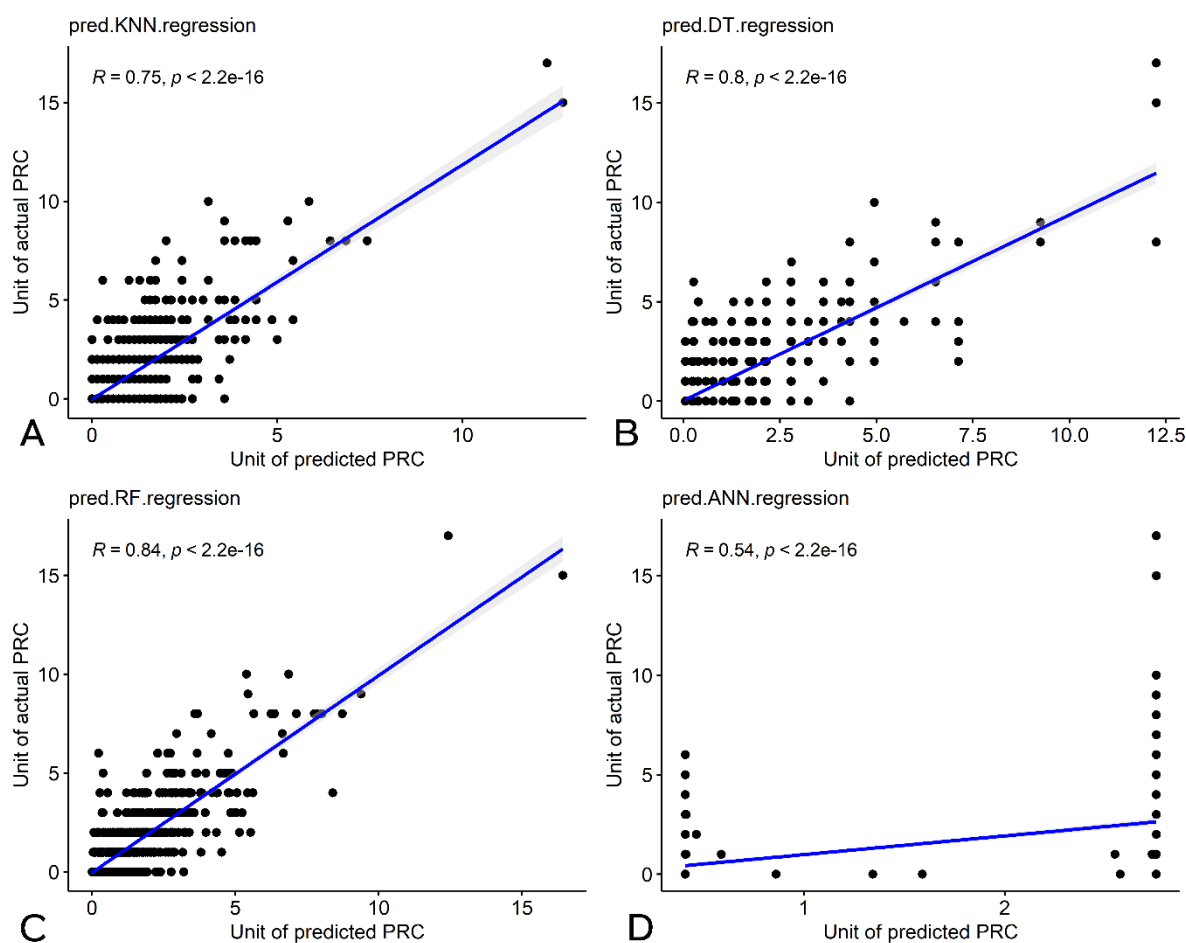 pred.KNN.regression
R = 0.75, p < 2.2e-16
15
10
5
0
Unit of actual PRC
0 5 10
Unit of predicted PRC
A
pred.DT.regression
R = 0.8, p < 2.2e-16
15
10
5
0
Unit of actual PRC
0.0 2.5 5.0 7.5 10.0 12.5
Unit of predicted PRC
B
pred.RF.regression
R = 0.84, p < 2.2e-16
15
10
5
0
Unit of actual PRC
0 5 10 15
Unit of predicted PRC
C
pred.ANN.regression
R = 0.54, p < 2.2e-16
15
10
5
0
Unit of actual PRC
1 2
Unit of predicted PRC
D